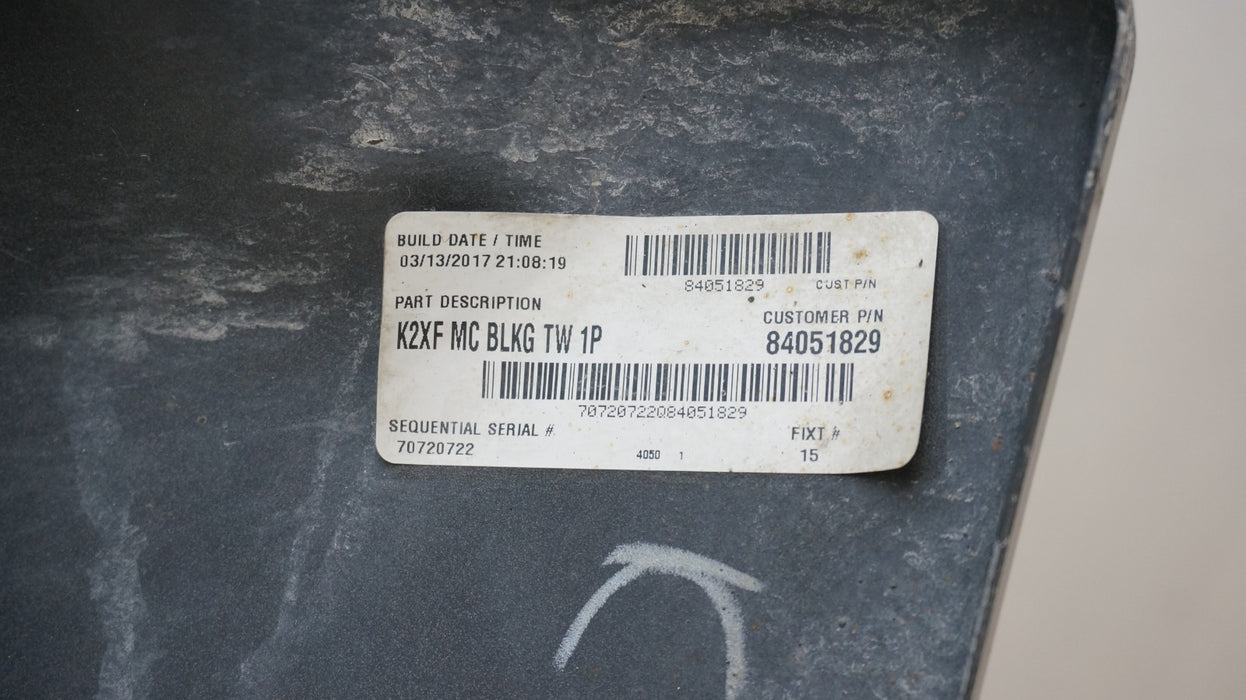 BUILD DATE / TIME
03/13/2017 21:08:19
84051829 CUST P/N
PART DESCRIPTION
CUSTOMER P/N
K2XF MC BLKG TW 1P
84051829
70720722Q84051829
SEQUENTIAL SERIAL #
FIXT #
70720722
4050 1
15